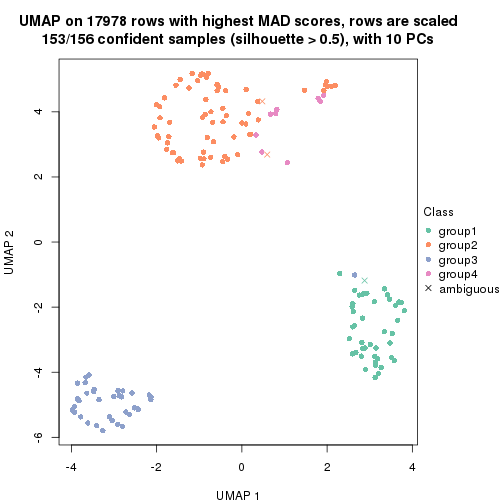 UMAP on 17978 rows with highest MAD scores, rows are scaled
153/156 confident samples (silhouette > 0.5), with 10 PCs
4
2
0
-2
-4
-6
UMAP 2
-4
-2
0
2
4
UMAP 1
Class
group1
group2
group3
group4
ambiguous